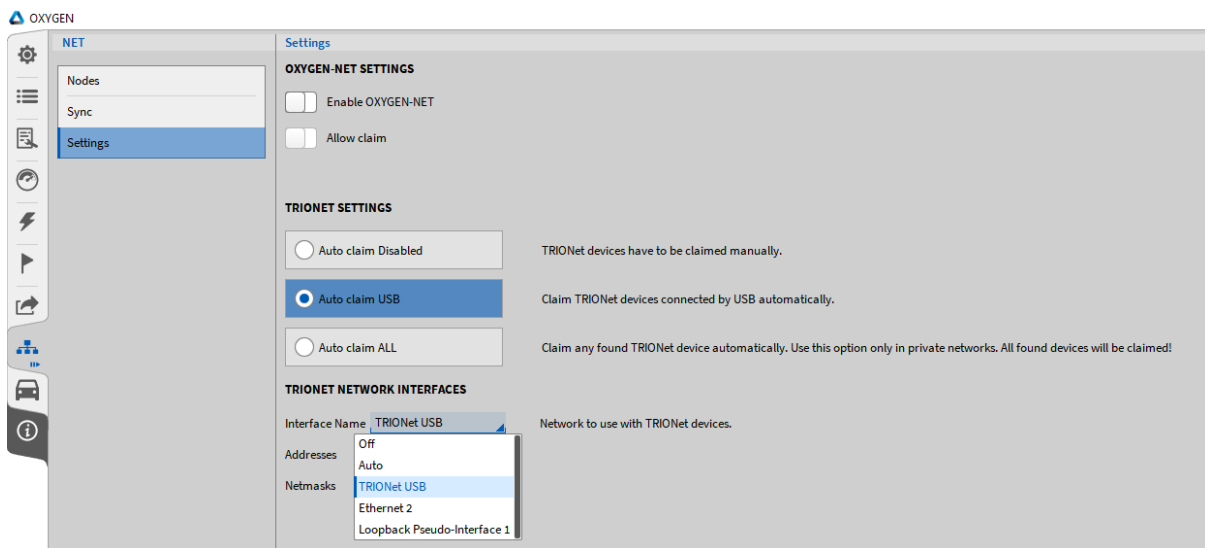 OXYGEN
NET
Nodes
Sync
Settings
Settings
OXYGEN-NET SETTINGS
Enable OXYGEN-NET
Allow claim
TRIONET SETTINGS
Auto claim Disabled
TRIONet devices have to be claimed manually.
Auto claim USB
Claim TRIONet devices connected by USB automatically.
Auto claim ALL
Claim any found TRIONet device automatically. Use this option only in private networks. All found devices will be claimed!
TRIONET NETWORK INTERFACES
Interface Name TRIONet USB
Network to use with TRIONet devices.
Off
Addresses
Auto
Netmasks
TRIONet USB
Ethernet 2
Loopback Pseudo-Interface 1